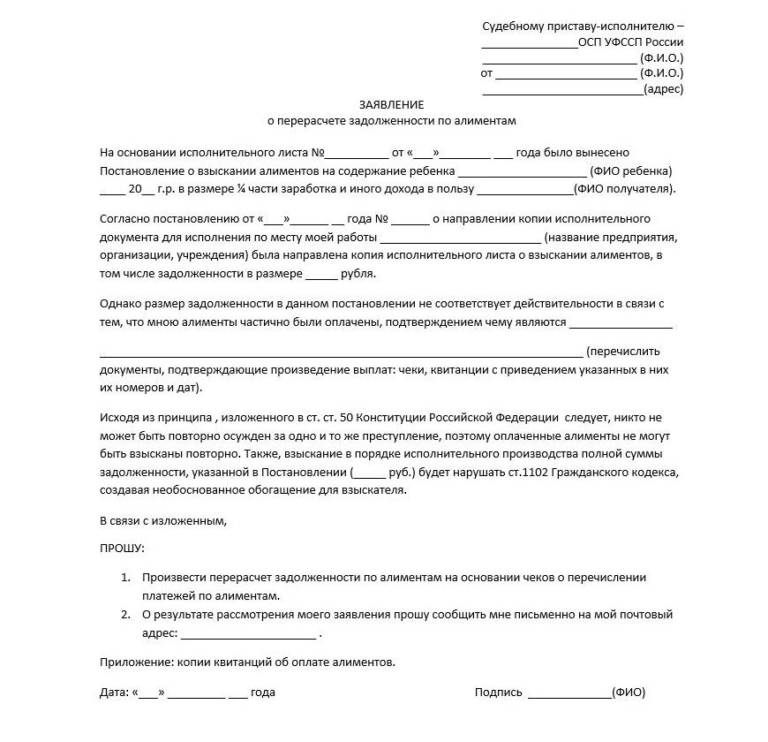 Судебному приставу-исполнителю –
________________ОСП УФССП России
__________________________ (Ф.И.О.)
от ________________________ (Ф.И.О.)
___________________________(адрес)
ЗАЯВЛЕНИЕ
о перерасчете задолженности по алиментам
На основании исполнительного листа №__________ от «___»________ ___ года было вынесено
Постановление о взыскании алиментов на содержание ребенка _____________________ (ФИО ребенка)
____ 20__ г.р. в размере ¼ части заработка и иного дохода в пользу _______________(ФИО получателя).
Согласно постановлению от «___»______ __ года № ______ о направлении копии исполнительного
документа для исполнения по месту моей работы __________________________ (название предприятия,
организации, учреждения) была направлена копия исполнительного листа о взыскании алиментов, в
том числе задолженности в размере _____ рубля.
Однако размер задолженности в данном постановлении не соответствует действительности в связи с
тем, что мною алименты частично были оплачены, подтверждением чему являются ________________
______________________________________________________________________________ (перечислить
документы, подтверждающие произведение выплат: чеки, квитанции с приведением указанных в них
их номеров и дат).
Исходя из принципа , изложенного в ст. ст. 50 Конституции Российской Федерации следует, никто не
может быть повторно осужден за одно и то же преступление, поэтому оплаченные алименты не могут
быть взысканы повторно. Также, взыскание в порядке исполнительного производства полной суммы
задолженности, указанной в Постановлении (_____ руб.) будет нарушать ст.1102 Гражданского кодекса,
создавая необоснованное обогащение для взыскателя.
В связи с изложенным,
ПРОШУ:
1. Произвести перерасчет задолженности по алиментам на основании чеков о перечислении
платежей по алиментам.
2. О результате рассмотрения моего заявления прошу сообщить мне письменно на мой почтовый
адрес: ______________________ .
Приложение: копии квитанций об оплате алиментов.
Дата: «___» _________ ___ года Подпись _____________(ФИО)